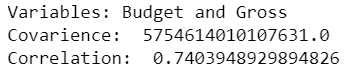 Variables: Budget and Gross
Covarience:  5754614010107631.0
Correlation:  0.7403948929894826